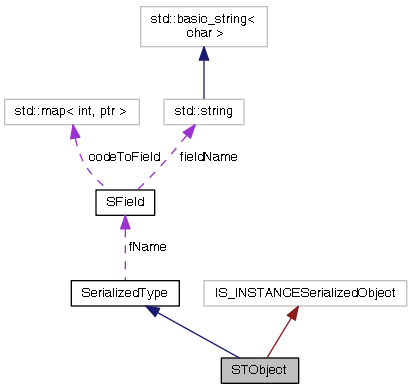 std::basic_string<
char >
std::map< int, ptr >
std::string
codeToField
fieldName
SField
fName
SerializedType
IS_INSTANCESerializedObject
STObject